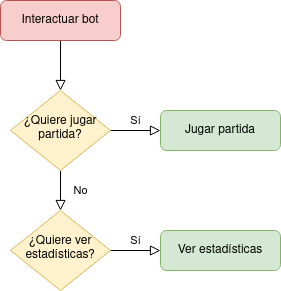 Interactuar bot
¿Quiere jugar
partida?
Sí
Jugar partida
No
¿Quiere ver
estadísticas?
Sí
Ver estadísticas